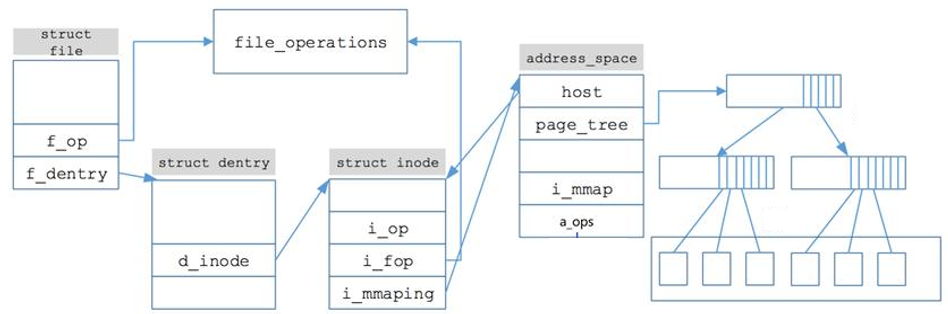 struct
file
f_op
f_dentry
file_operations
struct dentry
d_inode
struct inode
i_op
i_fop
i_mmaping
address_space
host
page_tree
i_mmap
a_ops